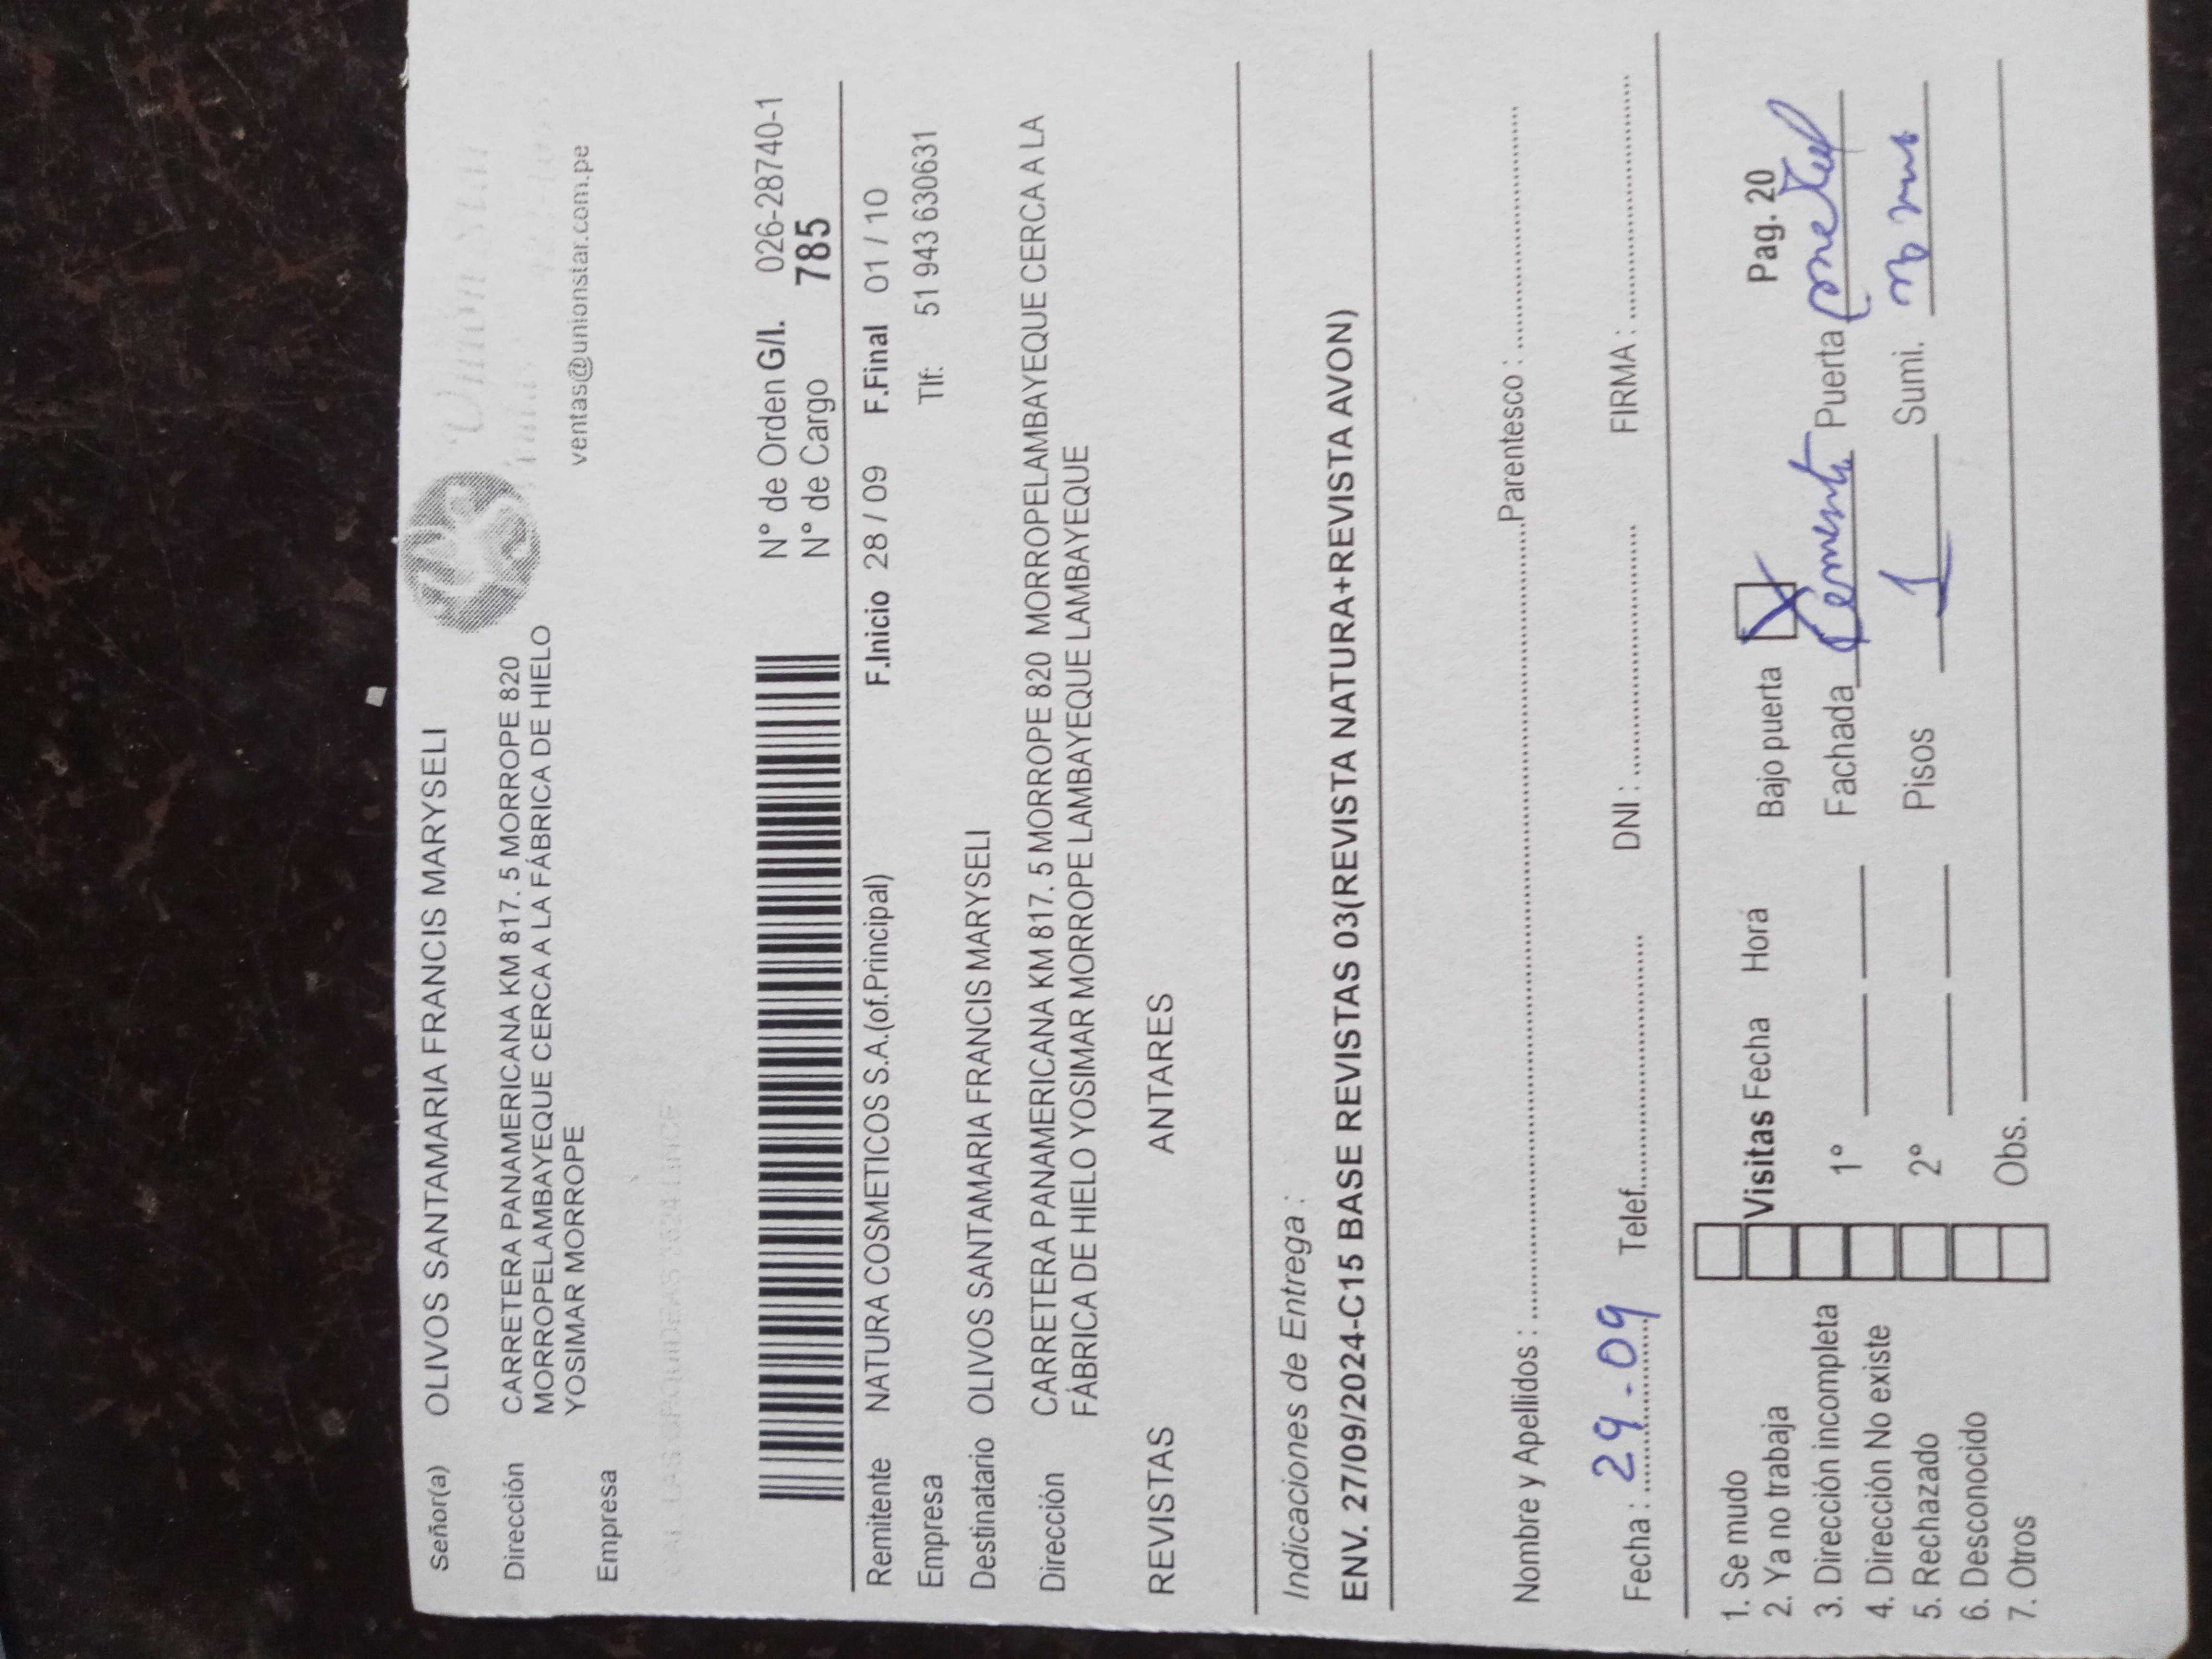 Señor(a) OLIVOS SANTAMARIA FRANCIS MARYSELI
Dirección CARRETERA PANAMERICANA KM 817. 5 MORROPE 820
MORROPELAMBAYEQUE CERCA A LA FÁBRICA DE HIELO
YOSIMAR MORROPE
Empresa
Unión Star
ventas@unionstar.com.pe
N° de Orden G/I. 026-28740-1
N° de Cargo 785
Remitente NATURA COSMETICOS S.A.(of.Principal) F.Inicio 28 / 09 F.Final 01 / 10
Empresa Tlf: 51 943 630631
Destinatario OLIVOS SANTAMARIA FRANCIS MARYSELI
Dirección CARRETERA PANAMERICANA KM 817. 5 MORROPE 820 MORROPELAMBAYEQUE CERCA A LA
FÁBRICA DE HIELO YOSIMAR MORROPE LAMBAYEQUE LAMBAYEQUE
REVISTAS ANTARES
Indicaciones de Entrega :
ENV. 27/09/2024-C15 BASE REVISTAS 03(REVISTA NATURA+REVISTA AVON)
Nombre y Apellidos : Parentesco :
Fecha : 29-09 Telef. DNI : FIRMA :
1. Se mudo
2. Ya no trabaja
3. Dirección incompleta
4. Dirección No existe
5. Rechazado
6. Desconocido
7. Otros
Visitas Fecha Hora
1°
2°
Obs.
Bajo puerta X Pag. 20
Fachada Cemento Puerta metal
Pisos 1 Sumi.